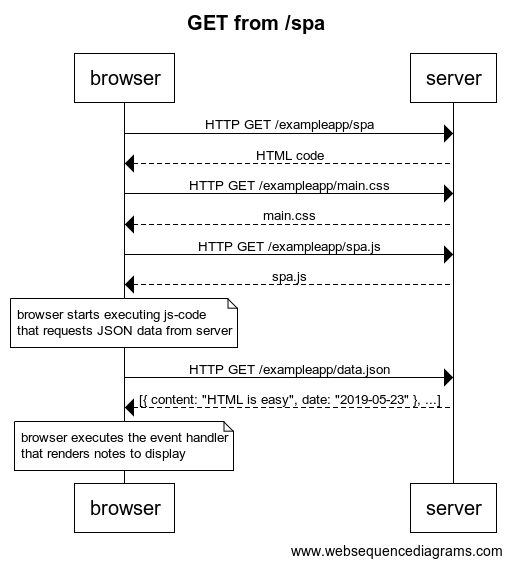 GET from /spa
browser
server
HTTP GET /exampleapp/spa
HTML code
HTTP GET /exampleapp/main.css
main.css
HTTP GET /exampleapp/spa.js
spa.js
browser starts executing js-code
that requests JSON data from server
HTTP GET /exampleapp/data.json
[{ content: "HTML is easy", date: "2019-05-23" }, ...]
browser executes the event handler
that renders notes to display
browser
server
www.websequencediagrams.com